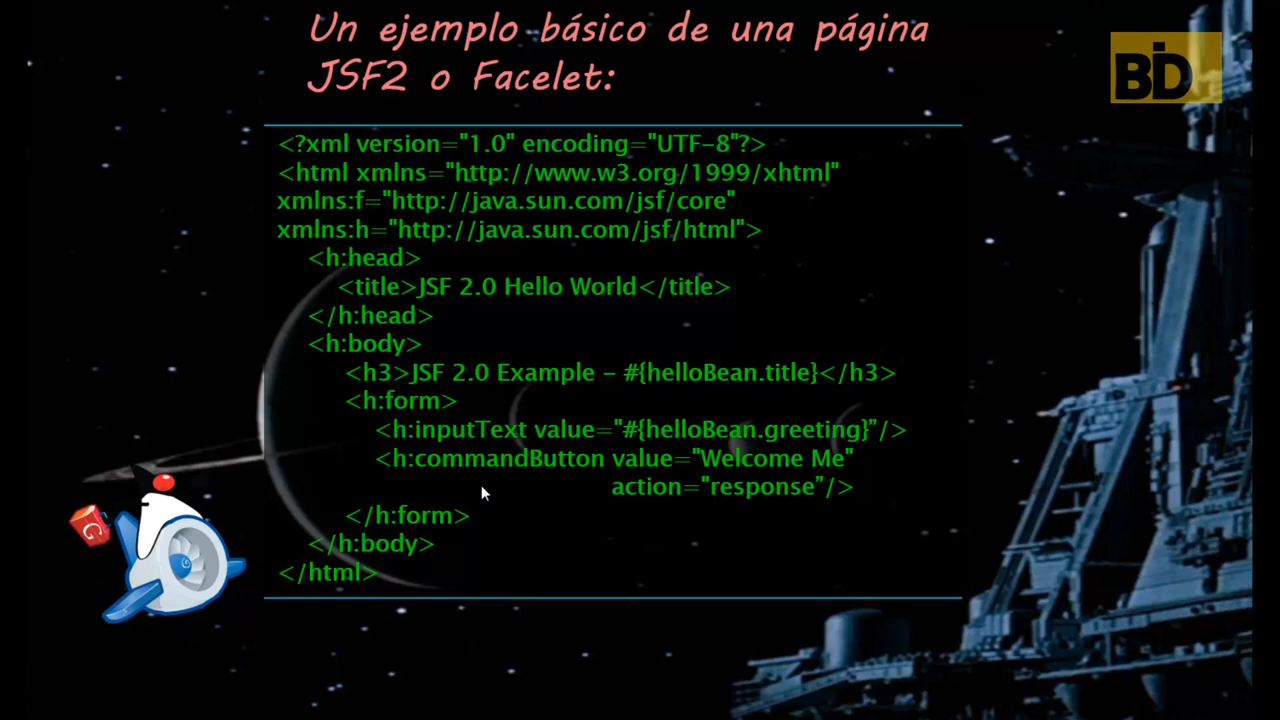 Un ejemplo básico de una página
JSF2 o Facelet:
BD
<?xml version="1.0" encoding="UTF-8"?>
<html xmlns="http://www.w3.org/1999/xhtml"
xmlns:f="http://java.sun.com/jsf/core"
xmlns:h="http://java.sun.com/jsf/html">
<h:head>
<title>JSF 2.0 Hello World</title>
</h:head>
<h:body>
<h3>JSF 2.0 Example - #{helloBean.title}</h3>
<h:form>
<h:inputText value="#{helloBean.greeting}”/>
<h:commandButton value="Welcome Me"
action="response”/>
</h:form>
</h:body>
</html>
G